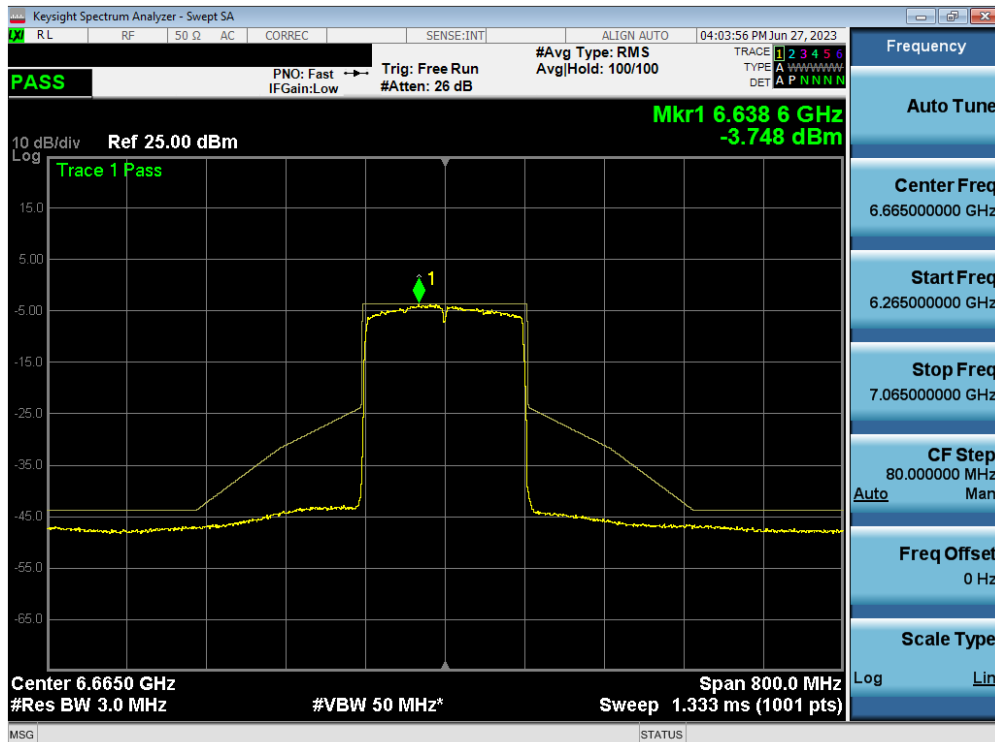 Keysight Spectrum Analyzer - Swept SA
LXI RL RF 50 Ω AC CORREC SENSE:INT ALIGN AUTO 04:03:56 PM Jun 27, 2023
PASS
PNO: Fast
IFGain:Low
Trig: Free Run
#Atten: 26 dB
#Avg Type: RMS
Avg|Hold: 100/100
TRACE 1 2 3 4 5 6
TYPE A WWWWW
DET A P N N N N
Mkr1 6.638 6 GHz
-3.748 dBm
10 dB/div Ref 25.00 dBm
Log
Trace 1 Pass
15.0
5.00
-5.00
-15.0
-25.0
-35.0
-45.0
-55.0
-65.0
1
Center 6.6650 GHz Span 800.0 MHz
#Res BW 3.0 MHz #VBW 50 MHz* Sweep 1.333 ms (1001 pts)
MSG STATUS
Frequency
Auto Tune
Center Freq
6.665000000 GHz
Start Freq
6.265000000 GHz
Stop Freq
7.065000000 GHz
CF Step
80.000000 MHz
Auto Man
Freq Offset
0 Hz
Scale Type
Log Lin